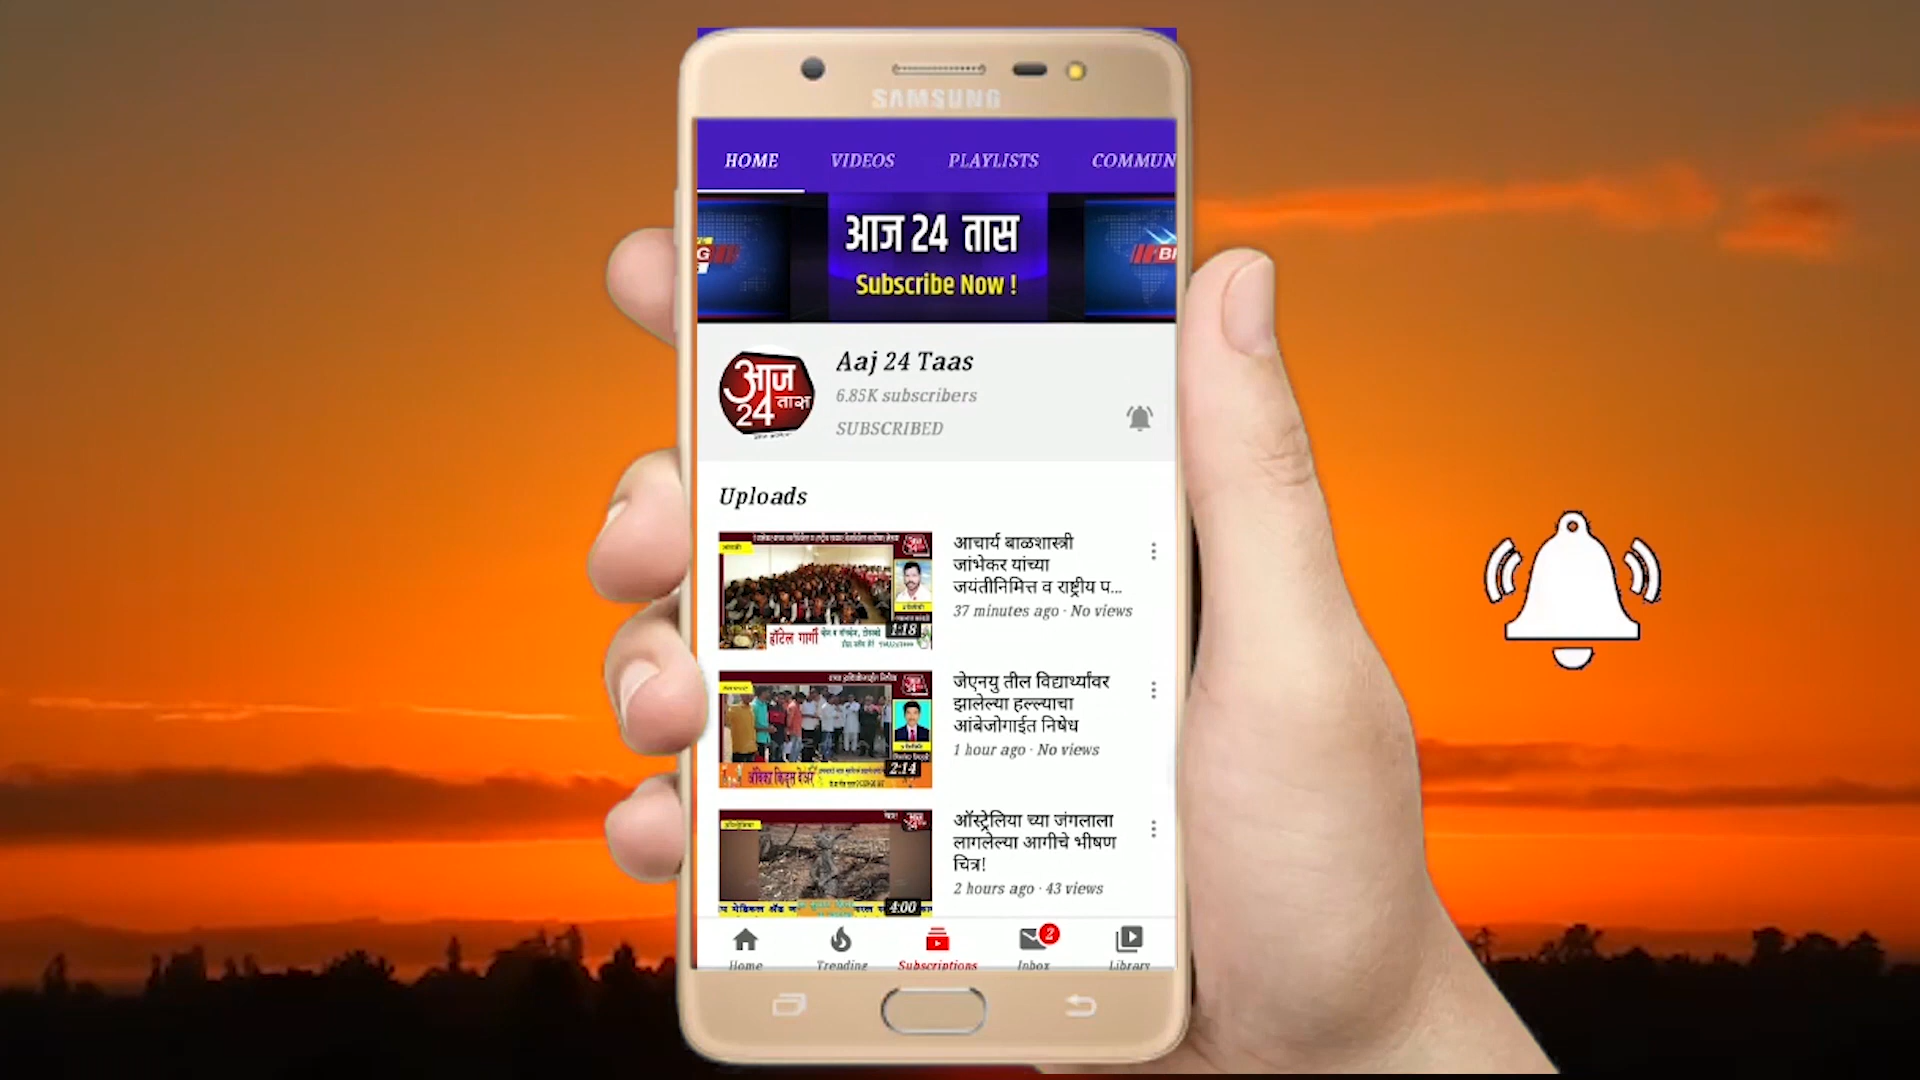 SAMSUNG
HOME VIDEOS PLAYLISTS COMMUN
आज 24 तास
Subscribe Now !
आज
24 तास
Aaj 24 Taas
6.85K subscribers
SUBSCRIBED
Uploads
आचार्य बाळशास्त्री
जांभेकर यांच्या
जयंतीनिमित्त व राष्ट्रीय प...
37 minutes ago · No views
हॉटेल गार्गी
1:18
जेएनयु तील विद्यार्थ्यांवर
झालेल्या हल्ल्याचा
आंबेजोगाईत निषेध
1 hour ago · No views
2:14
ऑस्ट्रेलिया च्या जंगलाला
लागलेल्या आगीचे भीषण
चित्र!
2 hours ago · 43 views
4:00
2
Home Trending Subscriptions Inbox Library